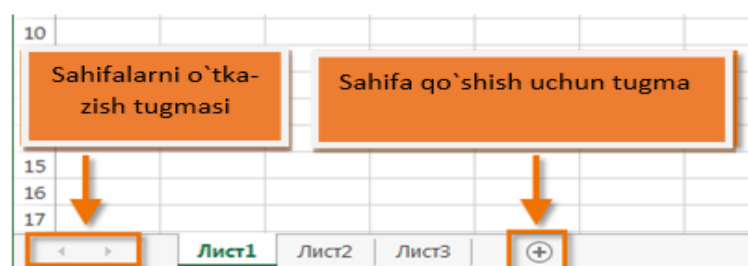 10
Sahifalarni o`tka-
zish tugmasi
Sahifa qo`shish uchun tugma
15
16
17
Лист1 Лист2 Лист3